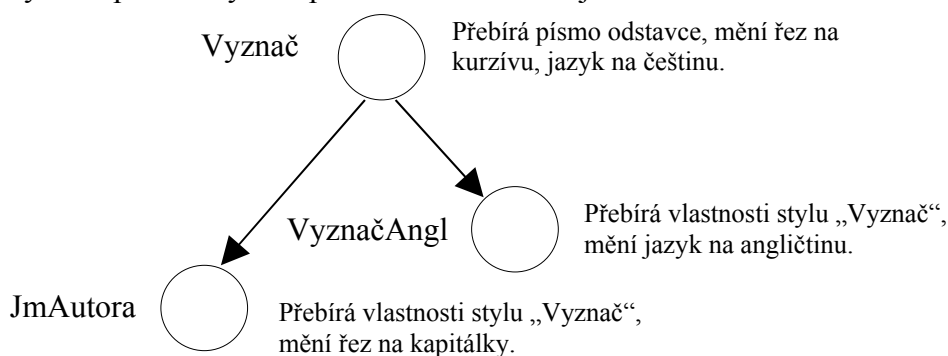 Vyznač
Přebírá písmo odstavce, mění řez na
kurzívu, jazyk na češtinu.
VyznačAngl
Přebírá vlastnosti stylu „Vyznač“,
mění jazyk na angličtinu.
JmAutora
Přebírá vlastnosti stylu „Vyznač“,
mění řez na kapitálky.